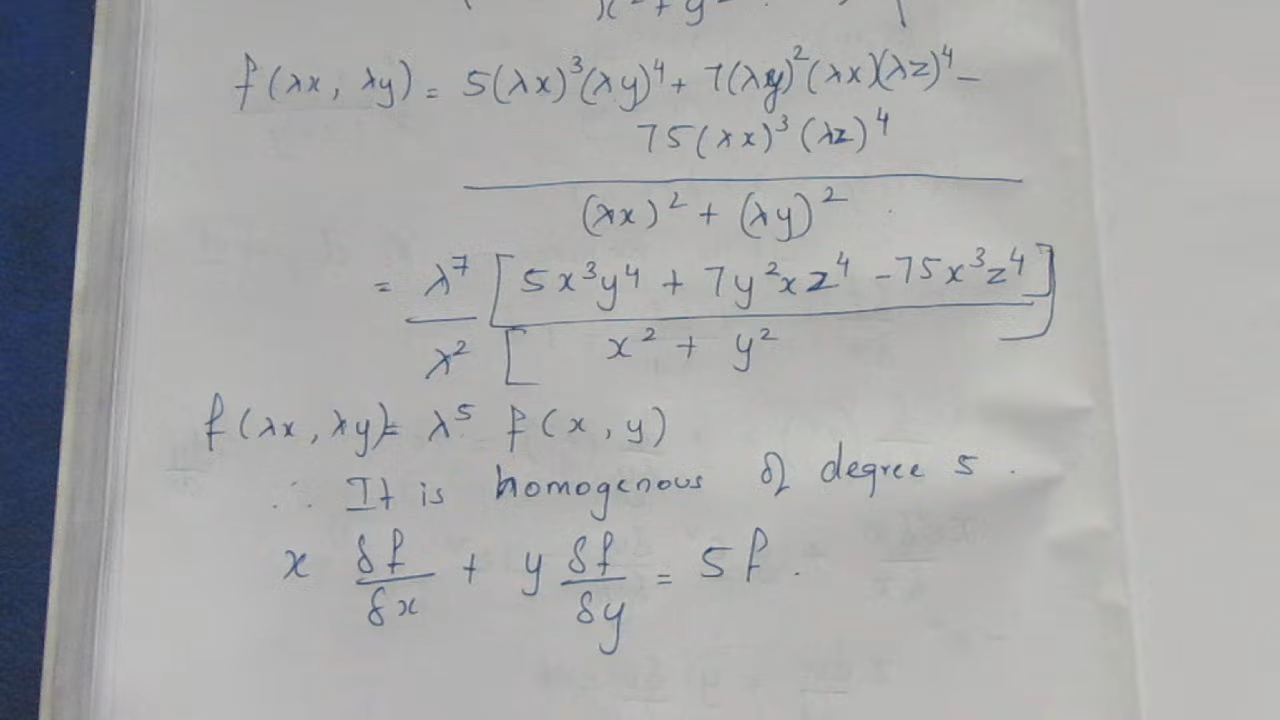 x² + y²
f(λx, λy) = 5(λx)³(λy)⁴ + 7(λy)²(λx)(λz)⁴ -
75(λx)³(λz)⁴
(λx)² + (λy)²
= λ⁷ [5x³y⁴ + 7y²xz⁴ - 75x³z⁴]
λ² [ x² + y² ]
f(λx, λy) = λ⁵ f(x, y)
∴ It is homogenous of degree 5.
x δf/δx + y δf/δy = 5f.